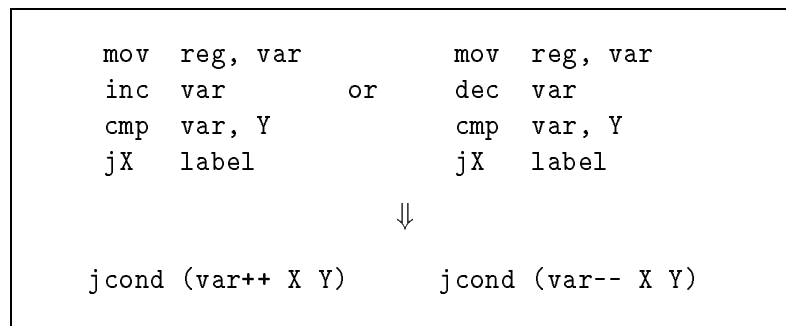 mov reg, var mov reg, var
inc var or dec var
cmp var, Y cmp var, Y
jX label jX label
⇓
jcond (var++ X Y) jcond (var-- X Y)